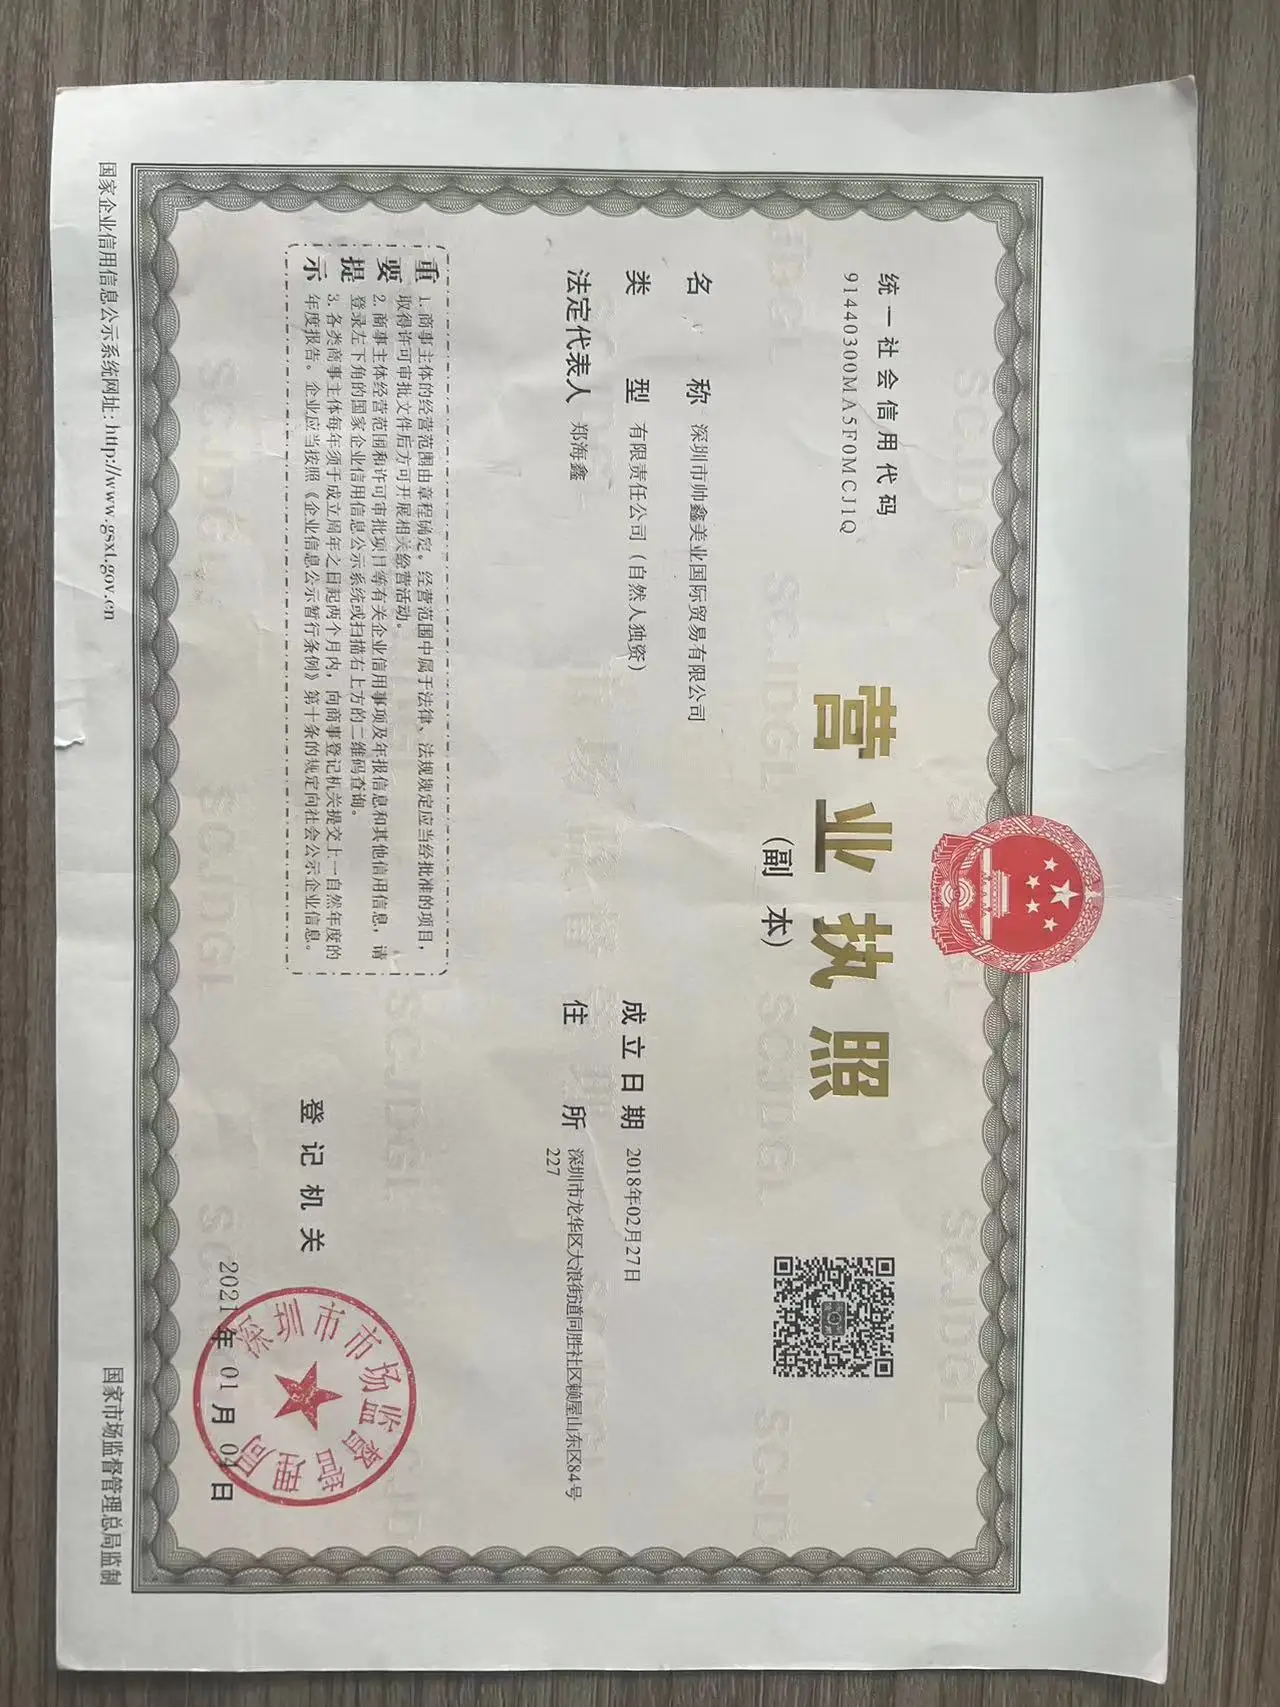 统一社会信用代码
91440300MA5F0MCJ1Q
营业执照
(副本)
名称 深圳市帅鑫美业国际贸易有限公司
类型 有限责任公司（自然人独资）
法定代表人 郑海鑫
成立日期 2018年02月27日
住所 深圳市龙华区大浪街道同胜社区赖屋山东区84号
227
重要提示
1. 商事主体的经营范围由章程确定。经营范围中属于法律、法规规定应当经批准的项目，
取得许可审批文件后方可开展相关经营活动。
2. 商事主体经营范围和许可审批项目等有关企业信用事项及年报信息和其他信用信息，请
登录左下角的国家企业信用信息公示系统或扫描右上方的二维码查询。
3. 各类商事主体每年须于成立周年之日起两个月内，向商事登记机关提交上一自然年度的
年度报告。企业应当按照《企业信息公示暂行条例》第十条的规定向社会公示企业信息。
登记机关
深圳市市场监督管理局
2021年01月04日
国家企业信用信息公示系统网址: http://www.gsxt.gov.cn
国家市场监督管理总局监制
SCJDGL